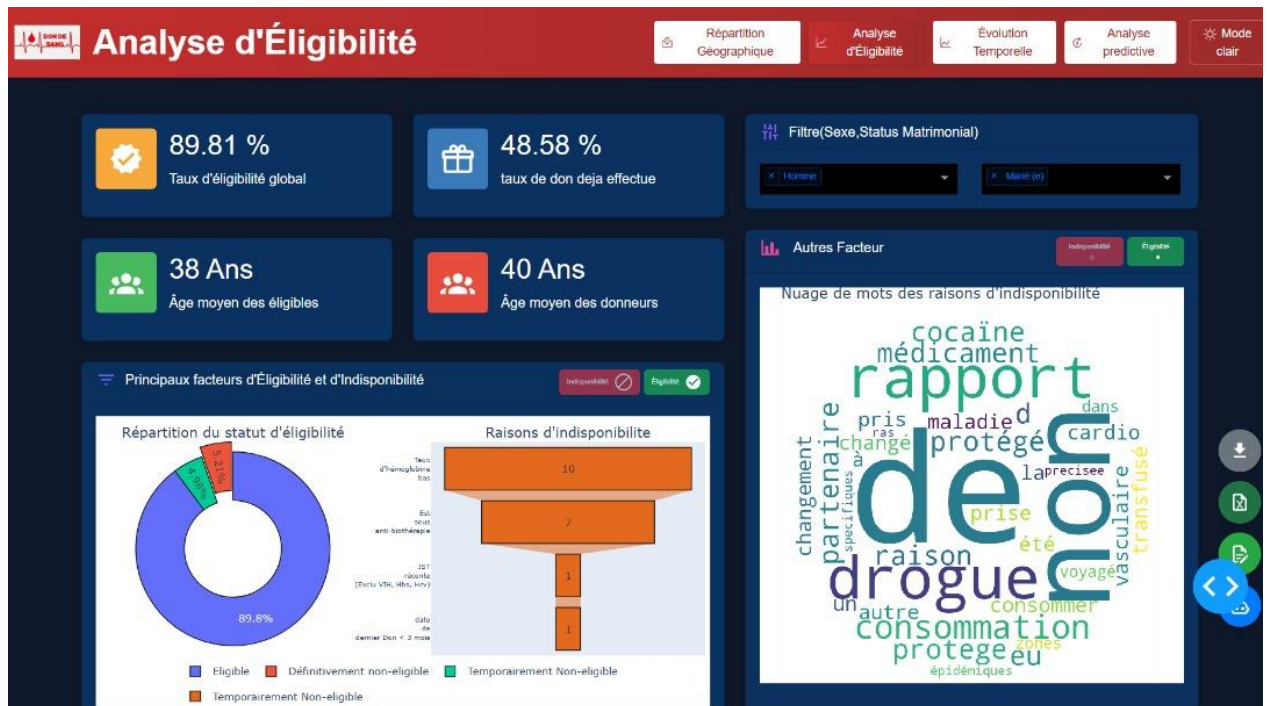 DON DE
SANG
Analyse d'Éligibilité
Répartition
Géographique
Analyse
d'Éligibilité
Évolution
Temporelle
Analyse
predictive
Mode
clair
89.81 %
Taux d'éligibilité global
48.58 %
taux de don deja effectue
38 Ans
Âge moyen des éligibles
40 Ans
Âge moyen des donneurs
Filtre(Sexe,Status Matrimonial)
× Homme
× Marié (e)
Principaux facteurs d'Éligibilité et d'Indisponibilité
Indisponibilité
Éligibilité
Répartition du statut d'éligibilité
5.21%
4.98%
89.8%
Raisons d'indisponibilite
Taux
d'hémoglobine
bas
10
Est
sous
anti biothérapie
7
IST
récente
(Exclu VIH, Hbs, Hcv)
1
date
de
dernier Don < 3 mois
1
Eligible
Définitivement non-eligible
Temporairement Non-eligible
Temporairement Non-eligible
Autres Facteur
Indisponibilité
Éligibilité
Nuage de mots des raisons d'indisponibilité
cocaïne
médicament
rapport
dans
pris
maladie
d
cardio
ras
changé
protégé
partenaire
à
la
precisee
changement
specifiques
de
non
prise
vasculaire
transfusé
été
raison
voyagé
drogue
un
autre
consommer
consommation
zones
protege
eu
épidémiques